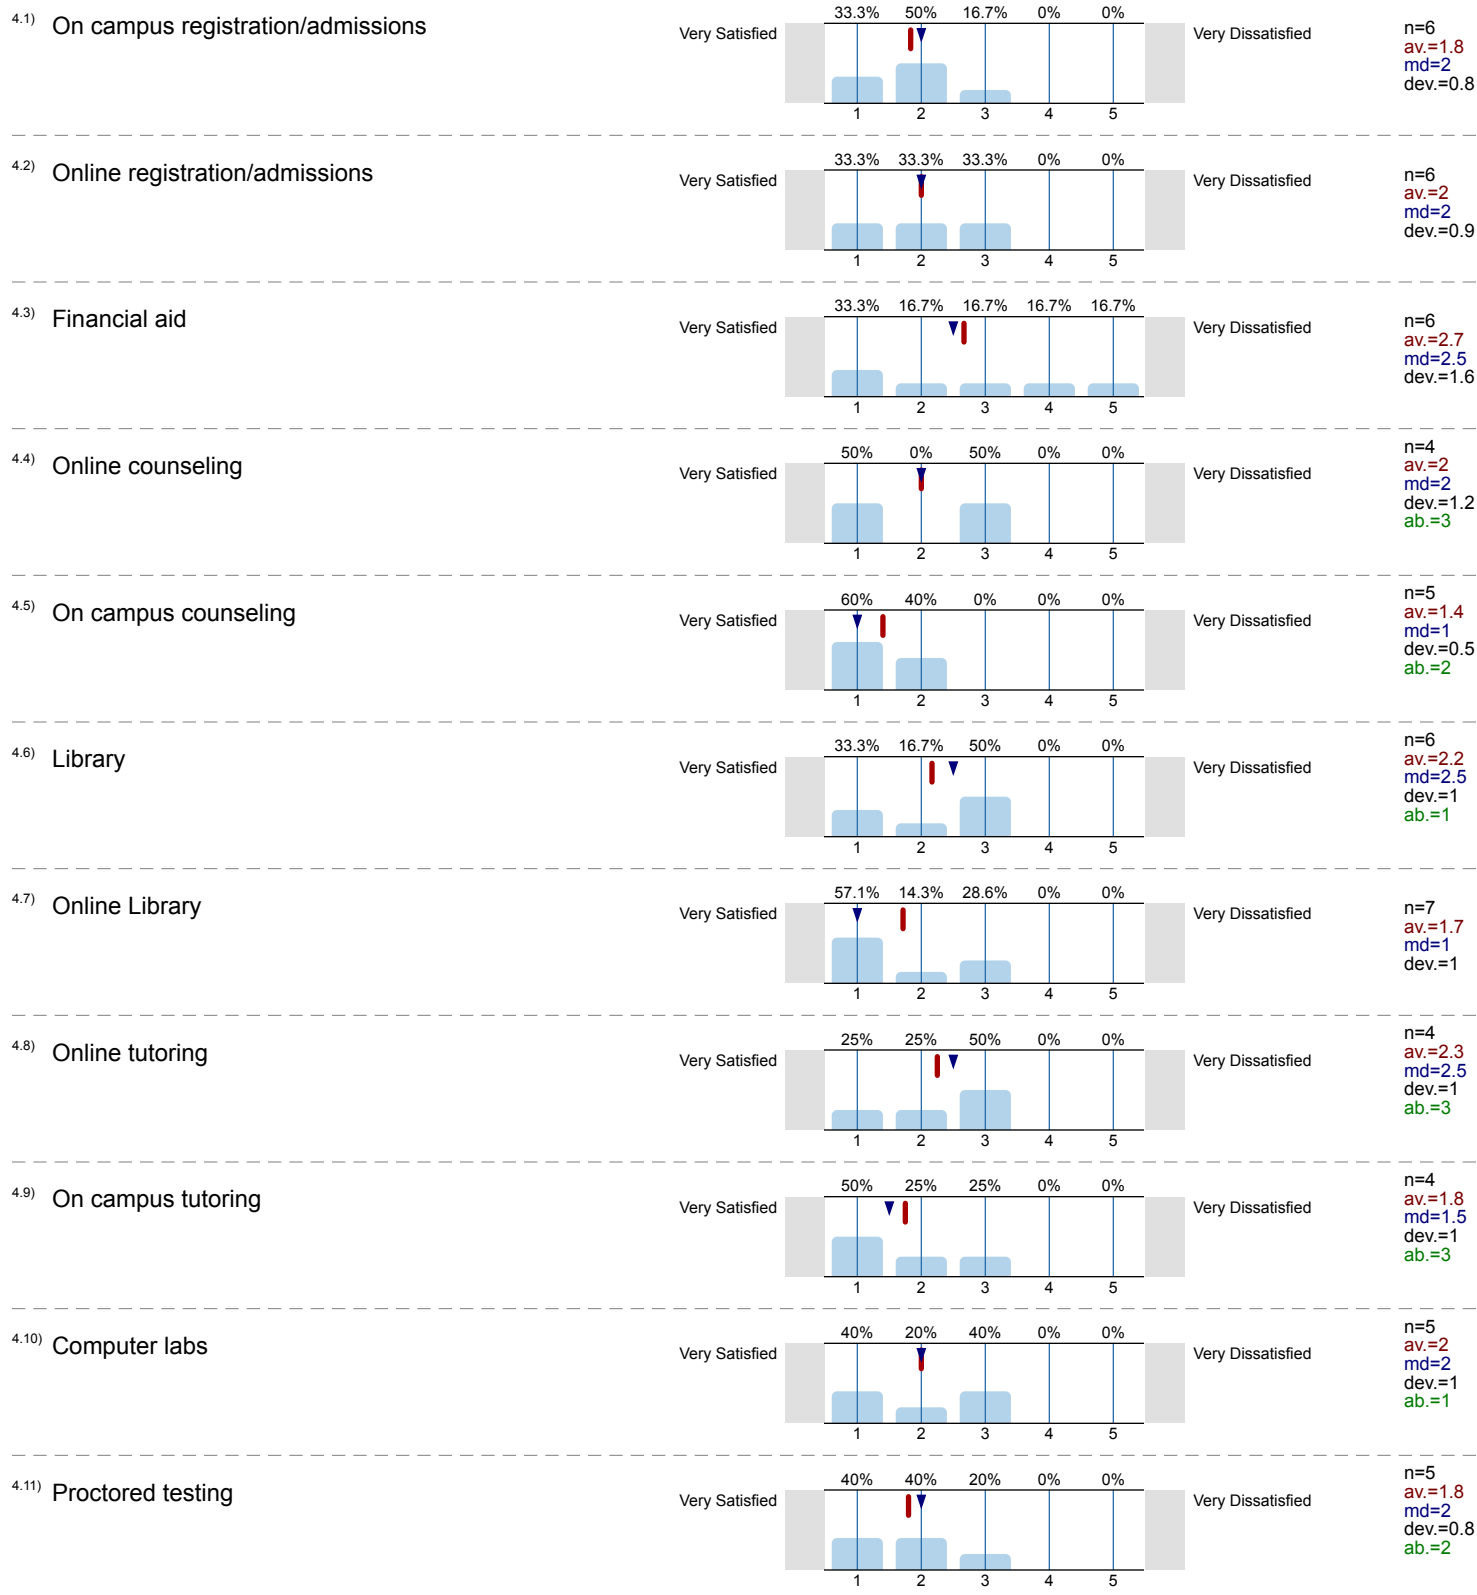 4.1) On campus registration/admissions
33.3% 50% 16.7% 0% 0%
Very Satisfied Very Dissatisfied
1 2 3 4 5
n=6
av.=1.8
md=2
dev.=0.8
4.2) Online registration/admissions
33.3% 33.3% 33.3% 0% 0%
Very Satisfied Very Dissatisfied
1 2 3 4 5
n=6
av.=2
md=2
dev.=0.9
4.3) Financial aid
33.3% 16.7% 16.7% 16.7% 16.7%
Very Satisfied Very Dissatisfied
1 2 3 4 5
n=6
av.=2.7
md=2.5
dev.=1.6
4.4) Online counseling
50% 0% 50% 0% 0%
Very Satisfied Very Dissatisfied
1 2 3 4 5
n=4
av.=2
md=2
dev.=1.2
ab.=3
4.5) On campus counseling
60% 40% 0% 0% 0%
Very Satisfied Very Dissatisfied
1 2 3 4 5
n=5
av.=1.4
md=1
dev.=0.5
ab.=2
4.6) Library
33.3% 16.7% 50% 0% 0%
Very Satisfied Very Dissatisfied
1 2 3 4 5
n=6
av.=2.2
md=2.5
dev.=1
ab.=1
4.7) Online Library
57.1% 14.3% 28.6% 0% 0%
Very Satisfied Very Dissatisfied
1 2 3 4 5
n=7
av.=1.7
md=1
dev.=1
4.8) Online tutoring
25% 25% 50% 0% 0%
Very Satisfied Very Dissatisfied
1 2 3 4 5
n=4
av.=2.3
md=2.5
dev.=1
ab.=3
4.9) On campus tutoring
50% 25% 25% 0% 0%
Very Satisfied Very Dissatisfied
1 2 3 4 5
n=4
av.=1.8
md=1.5
dev.=1
ab.=3
4.10) Computer labs
40% 20% 40% 0% 0%
Very Satisfied Very Dissatisfied
1 2 3 4 5
n=5
av.=2
md=2
dev.=1
ab.=1
4.11) Proctored testing
40% 40% 20% 0% 0%
Very Satisfied Very Dissatisfied
1 2 3 4 5
n=5
av.=1.8
md=2
dev.=0.8
ab.=2